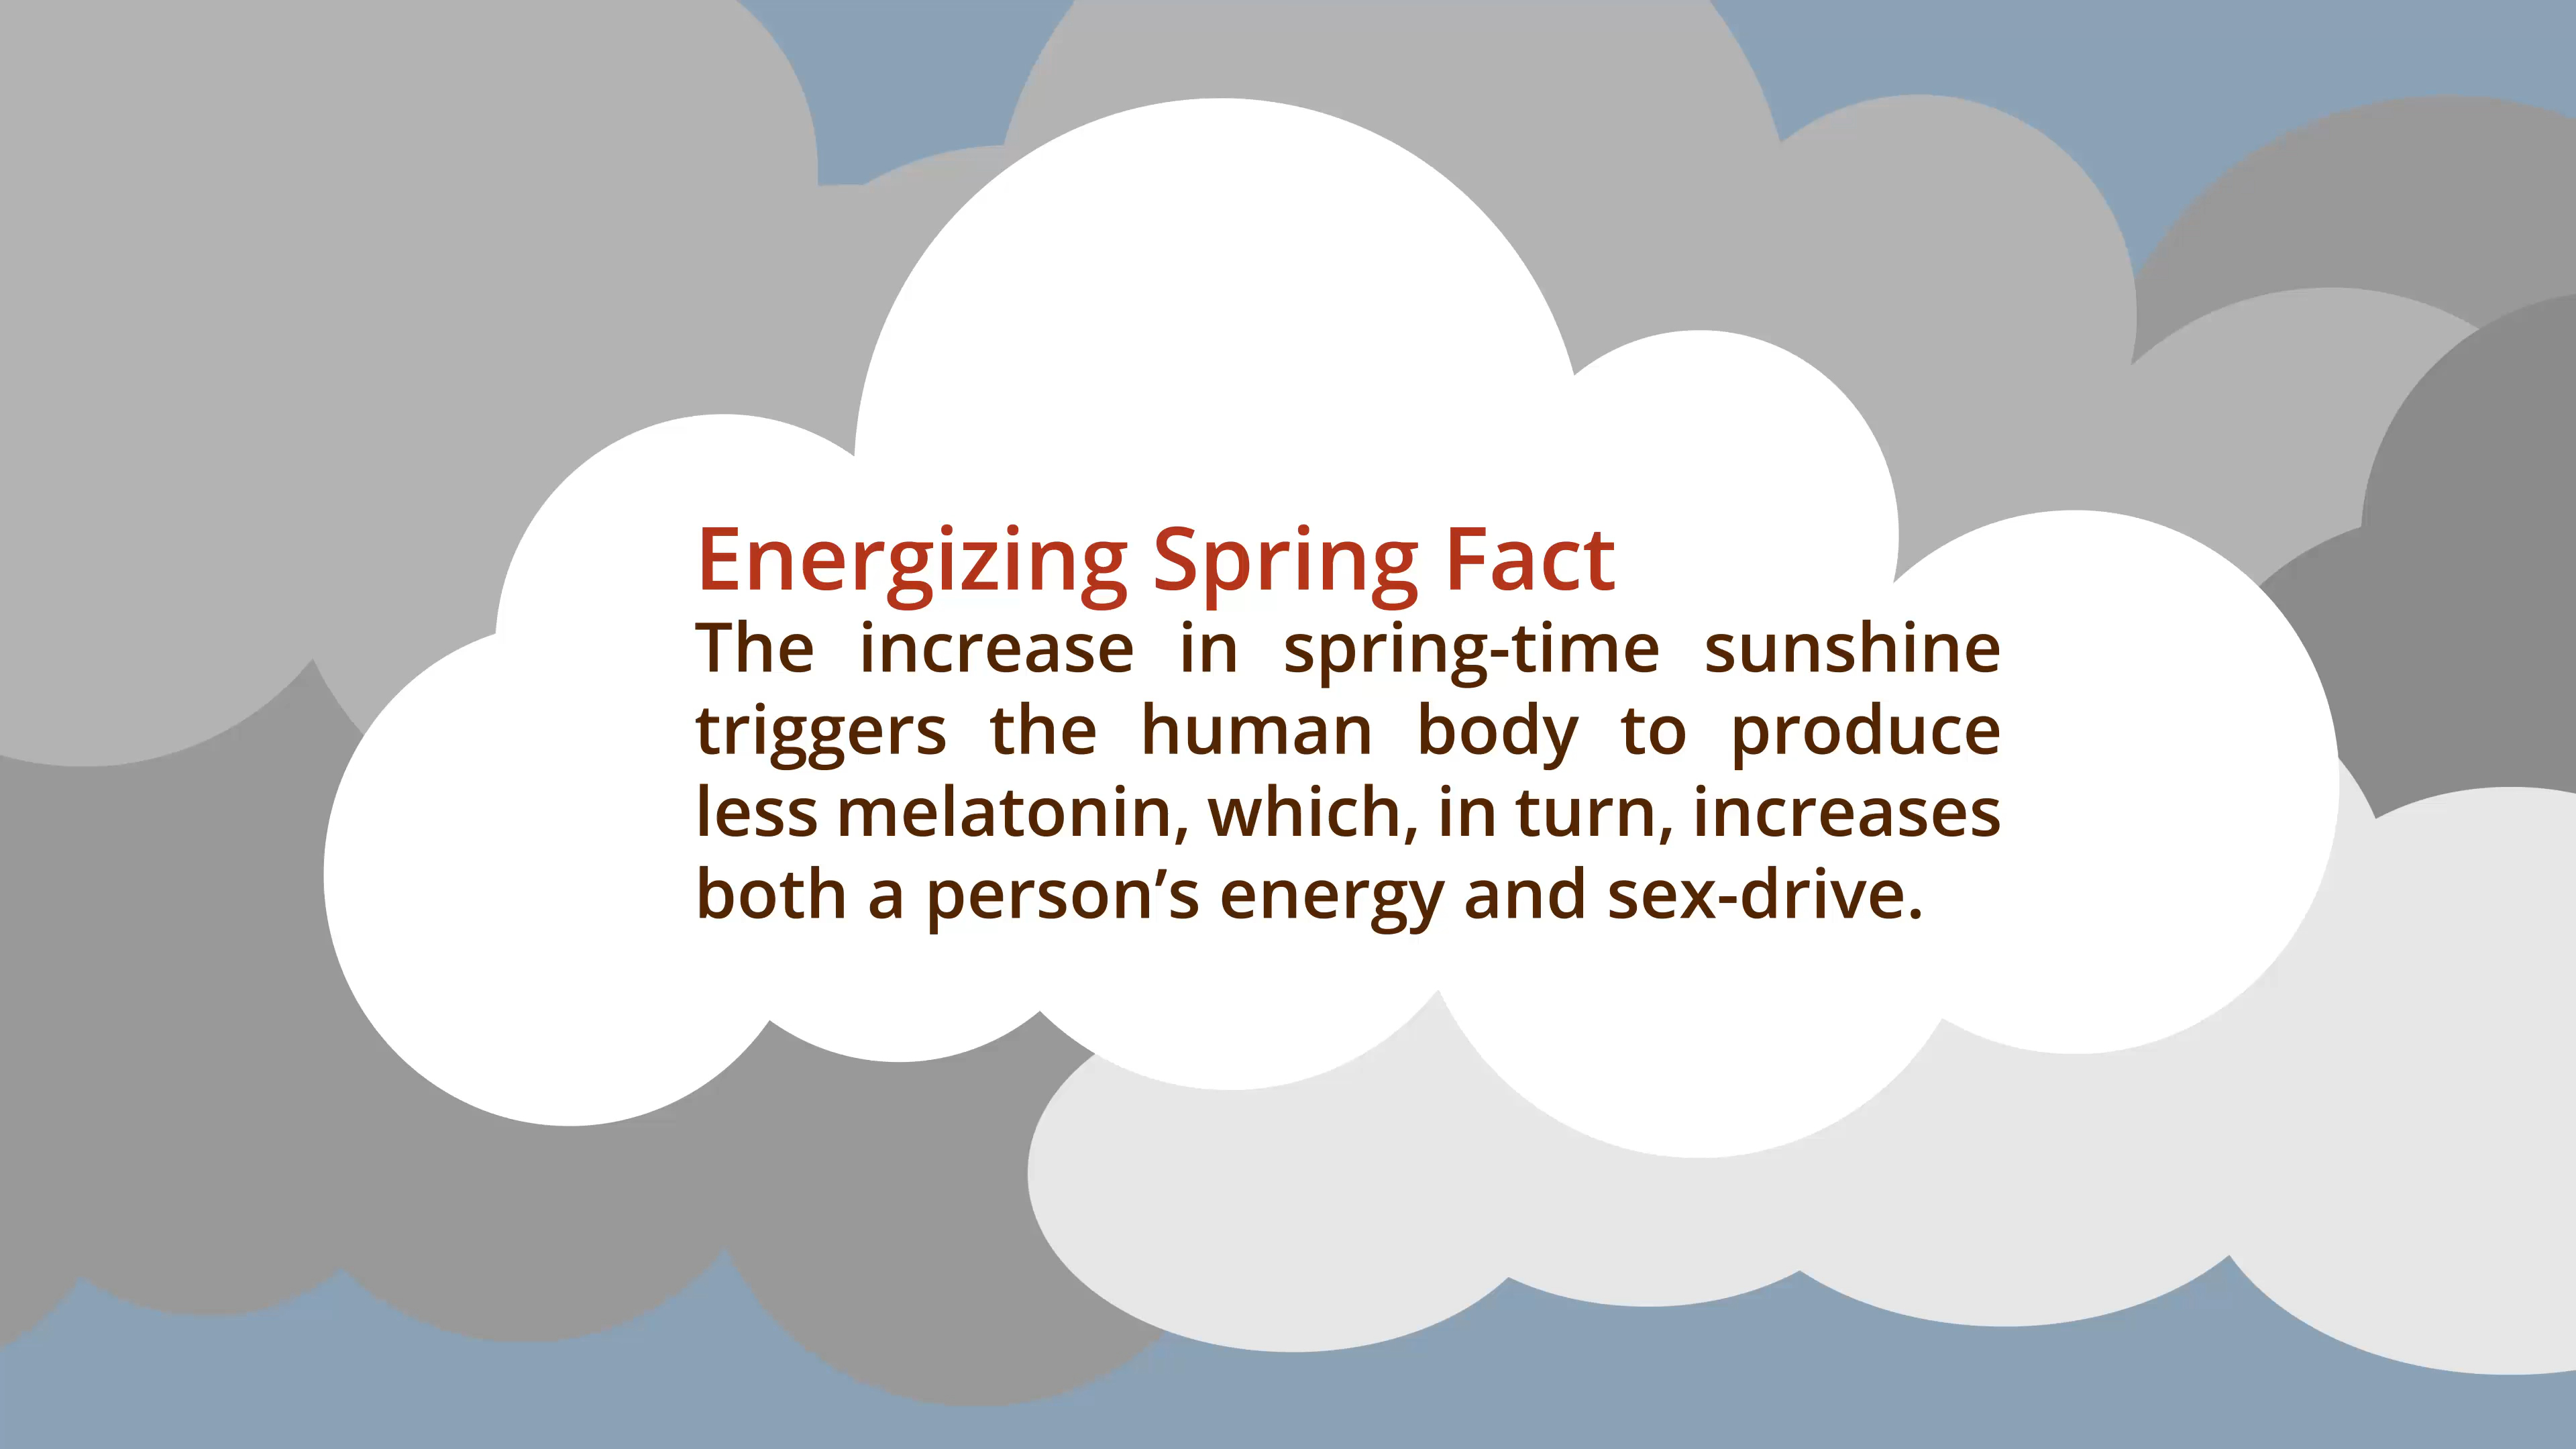 Energizing Spring Fact
The increase in spring-time sunshine
triggers the human body to produce
less melatonin, which, in turn, increases
both a person’s energy and sex-drive.